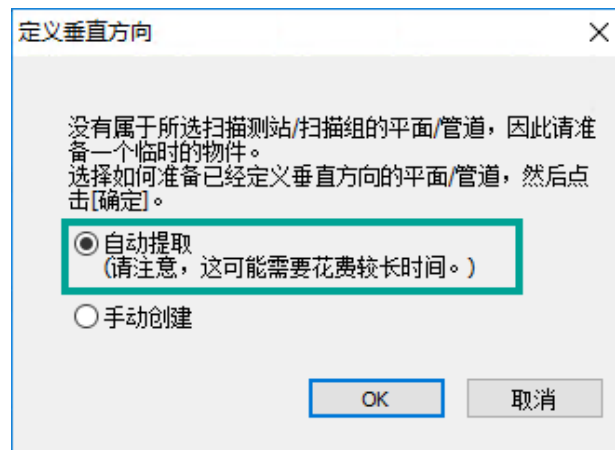 定义垂直方向
没有属于所选扫描测站/扫描组的平面/管道，因此请准
备一个临时的物件。
选择如何准备已经定义垂直方向的平面/管道，然后点
击[确定]。
自动提取
(请注意，这可能需要花费较长时间。)
手动创建
OK 取消